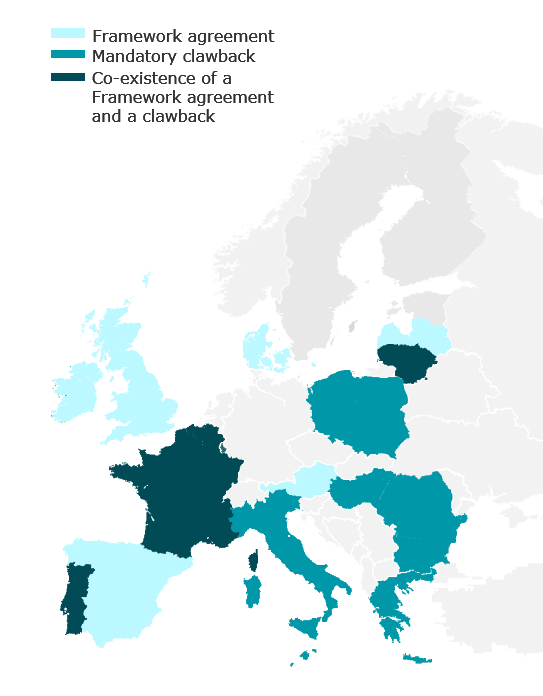 Framework agreement
Mandatory clawback
Co-existence of a
Framework agreement
and a clawback